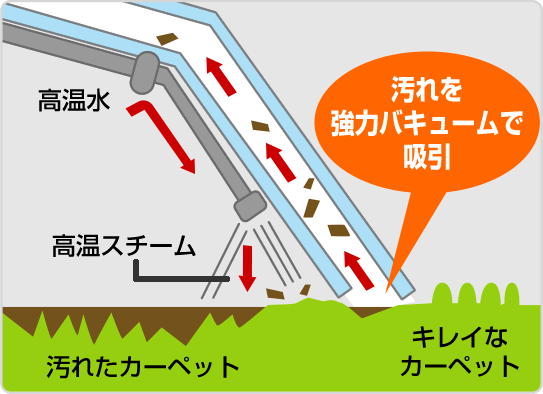 高温水
汚れを
強力バキュームで
吸引
高温スチーム
汚れたカーペット
キレイな
カーペット